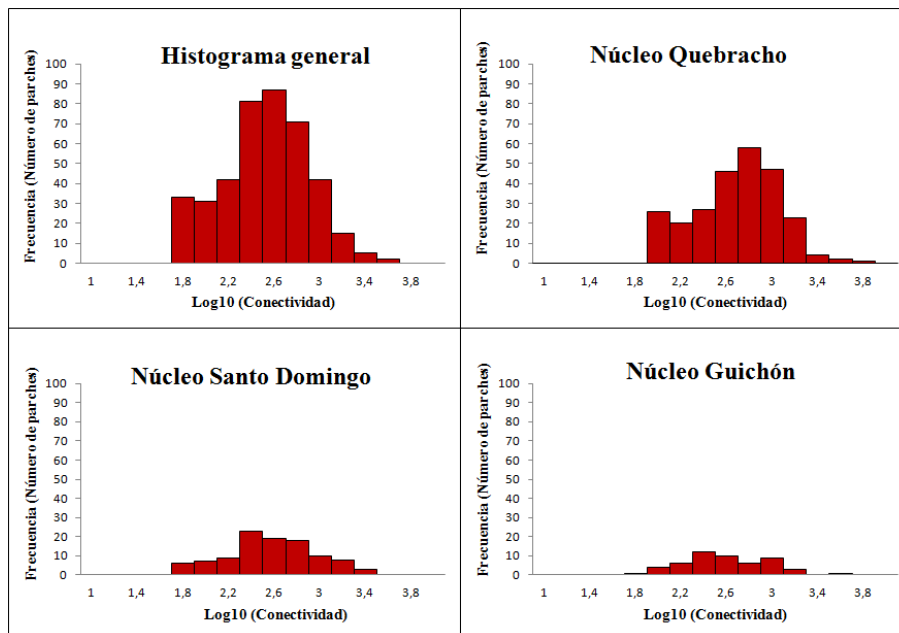 Histograma general
Frecuencia (Número de parches)
100
90
80
70
60
50
40
30
20
10
0
1 1,4 1,8 2,2 2,6 3 3,4 3,8
Log10 (Conectividad)
Núcleo Quebracho
Frecuencia (Número de parches)
100
90
80
70
60
50
40
30
20
10
0
1 1,4 1,8 2,2 2,6 3 3,4 3,8
Log10 (Conectividad)
Núcleo Santo Domingo
Frecuencia (Número de parches)
100
90
80
70
60
50
40
30
20
10
0
1 1,4 1,8 2,2 2,6 3 3,4 3,8
Log10 (Conectividad)
Núcleo Guichón
Frecuencia (Número de parches)
100
90
80
70
60
50
40
30
20
10
0
1 1,4 1,8 2,2 2,6 3 3,4 3,8
Log10 (Conectividad)